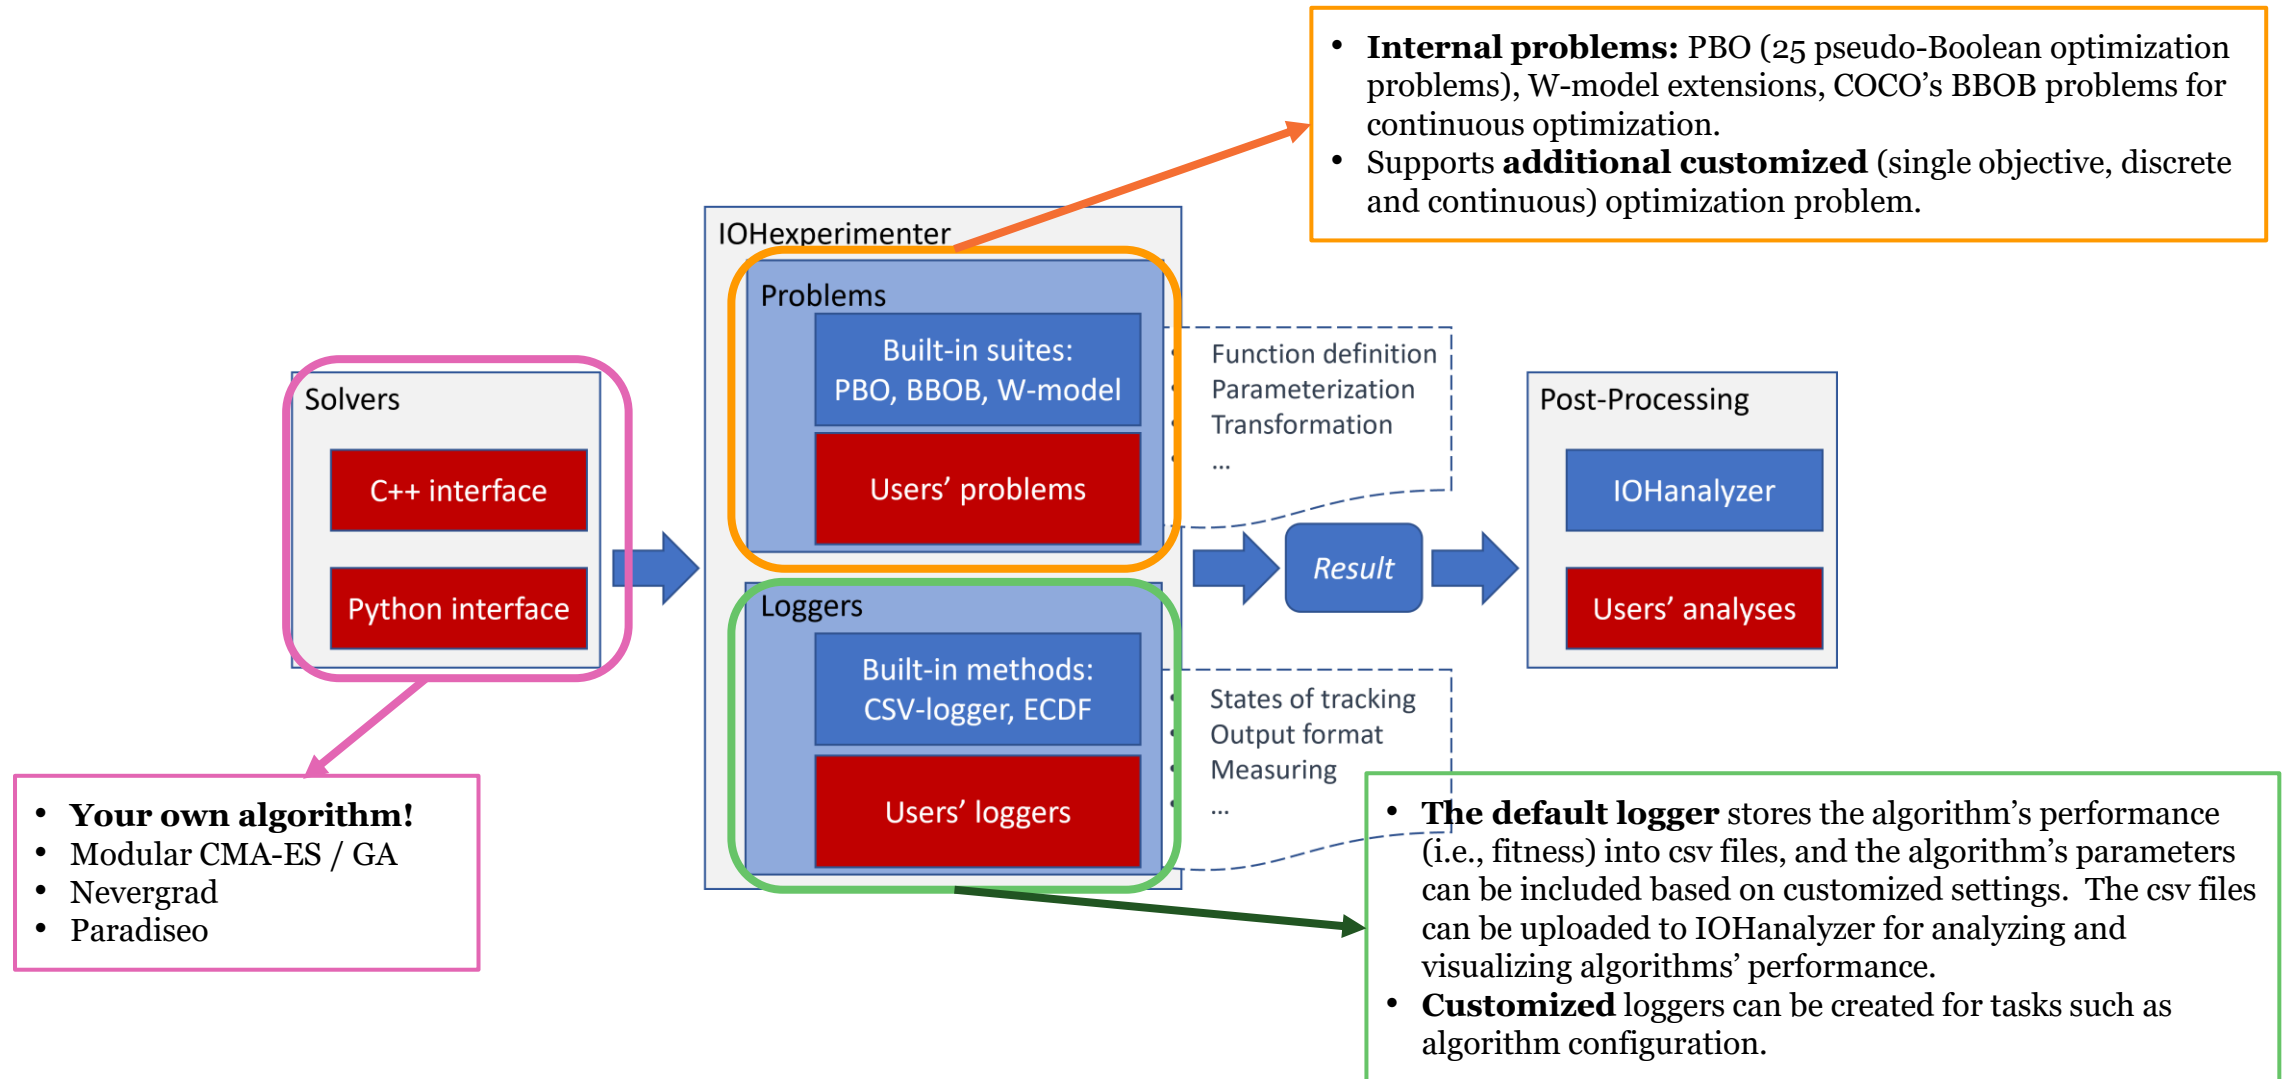 • Internal problems: PBO (25 pseudo-Boolean optimization
problems), W-model extensions, COCO’s BBOB problems for
continuous optimization.
• Supports additional customized (single objective, discrete
and continuous) optimization problem.
IOHexperimenter
Problems
Built-in suites:
PBO, BBOB, W-model
Users’ problems
• Function definition
• Parameterization
• Transformation
• ...
Solvers
C++ interface
Python interface
Result
Post-Processing
IOHanalyzer
Users’ analyses
Loggers
Built-in methods:
CSV-logger, ECDF
Users’ loggers
• States of tracking
• Output format
• Measuring
• ...
• Your own algorithm!
• Modular CMA-ES / GA
• Nevergrad
• Paradiseo
• The default logger stores the algorithm’s performance
(i.e., fitness) into csv files, and the algorithm’s parameters
can be included based on customized settings. The csv files
can be uploaded to IOHanalyzer for analyzing and
visualizing algorithms’ performance.
• Customized loggers can be created for tasks such as
algorithm configuration.